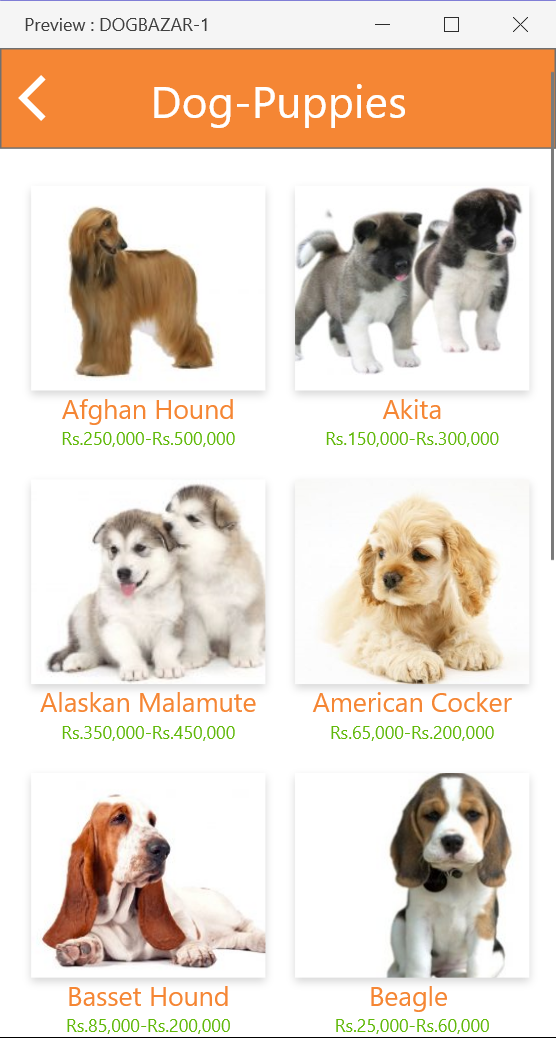 Preview : DOGBAZAR-1
Dog-Puppies
Afghan Hound
Rs.250,000-Rs.500,000
Akita
Rs.150,000-Rs.300,000
Alaskan Malamute
Rs.350,000-Rs.450,000
American Cocker
Rs.65,000-Rs.200,000
Basset Hound
Rs.85,000-Rs.200,000
Beagle
Rs.25,000-Rs.60,000